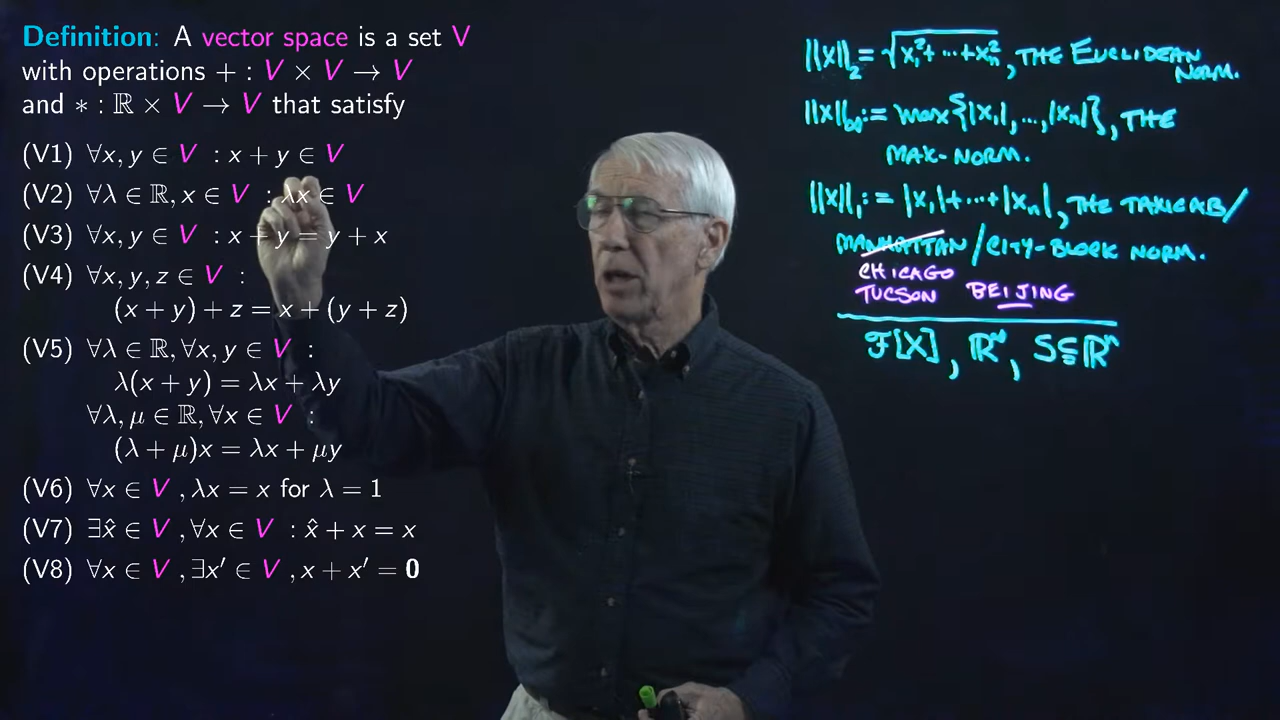 Definition: A vector space is a set V
with operations + : V × V → V
and * : ℝ × V → V that satisfy
(V1) ∀x, y ∈ V : x + y ∈ V
(V2) ∀λ ∈ ℝ, x ∈ V : λx ∈ V
(V3) ∀x, y ∈ V : x + y = y + x
(V4) ∀x, y, z ∈ V :
(x + y) + z = x + (y + z)
(V5) ∀λ ∈ ℝ, ∀x, y ∈ V :
λ(x + y) = λx + λy
∀λ, μ ∈ ℝ, ∀x ∈ V :
(λ + μ)x = λx + μy
(V6) ∀x ∈ V , λx = x for λ = 1
(V7) ∃x̂ ∈ V , ∀x ∈ V : x̂ + x = x
(V8) ∀x ∈ V , ∃x′ ∈ V , x + x′ = 0
||x||₂ = √x₁² + ⋯ + xₙ², THE EUCLIDEAN
NORM.
||x||∞ := max{|x₁|, ..., |xₙ|}, THE
MAX-NORM.
||x||₁ := |x₁| + ⋯ + |xₙ|, THE TAXICAB/
MANHATTAN/CITY-BLOCK NORM.
CHICAGO
TUCSON BEIJING
ℱ[X], ℝⁿ, S ⊆ ℝⁿ